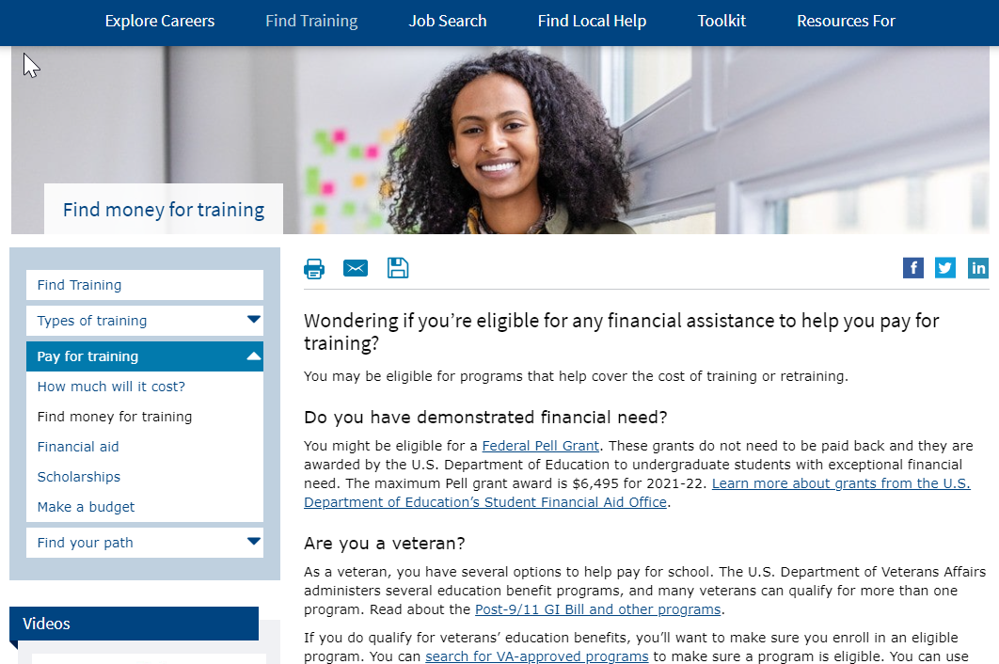 Explore Careers Find Training Job Search Find Local Help Toolkit Resources For
Find money for training
Find Training
Types of training
Pay for training
How much will it cost?
Find money for training
Financial aid
Scholarships
Make a budget
Find your path
Videos
f in
Wondering if you’re eligible for any financial assistance to help you pay for
training?
You may be eligible for programs that help cover the cost of training or retraining.
Do you have demonstrated financial need?
You might be eligible for a Federal Pell Grant. These grants do not need to be paid back and they are
awarded by the U.S. Department of Education to undergraduate students with exceptional financial
need. The maximum Pell grant award is $6,495 for 2021-22. Learn more about grants from the U.S.
Department of Education’s Student Financial Aid Office.
Are you a veteran?
As a veteran, you have several options to help pay for school. The U.S. Department of Veterans Affairs
administers several education benefit programs, and many veterans can qualify for more than one
program. Read about the Post-9/11 GI Bill and other programs.
If you do qualify for veterans’ education benefits, you’ll want to make sure you enroll in an eligible
program. You can search for VA-approved programs to make sure a program is eligible. You can use